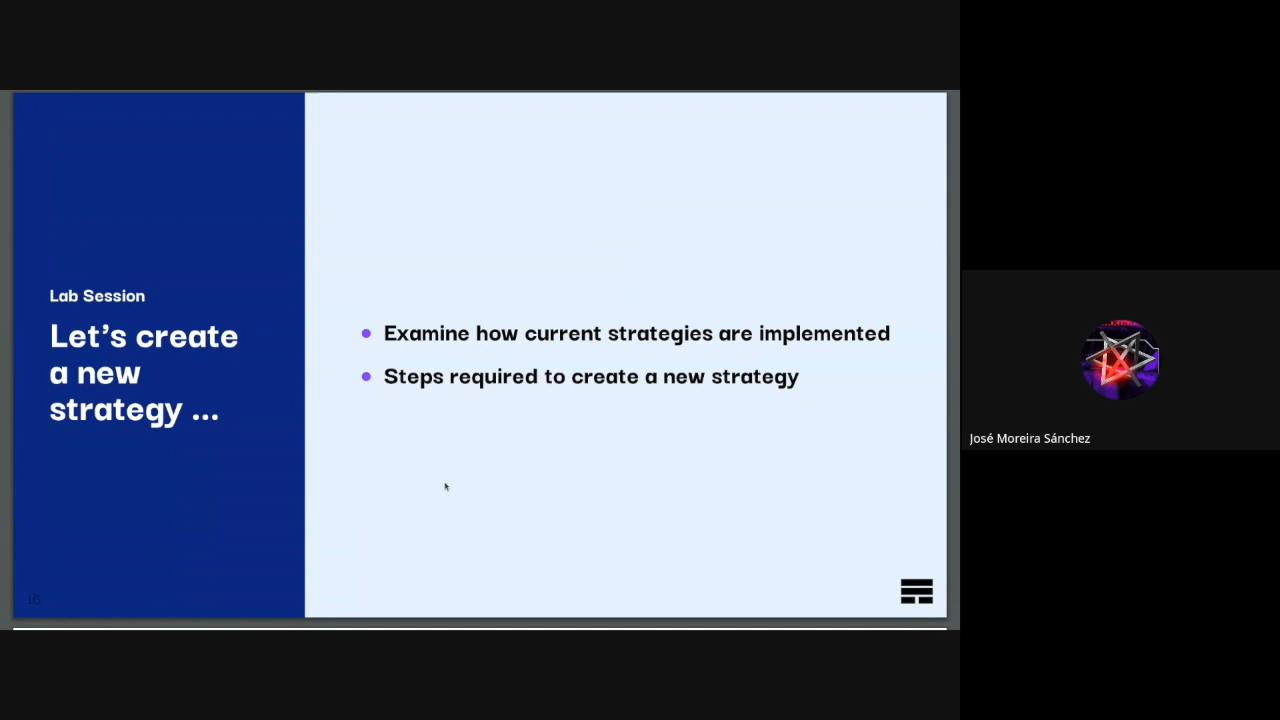 Lab Session
Let’s create
a new
strategy ...
Examine how current strategies are implemented
Steps required to create a new strategy
16
José Moreira Sánchez